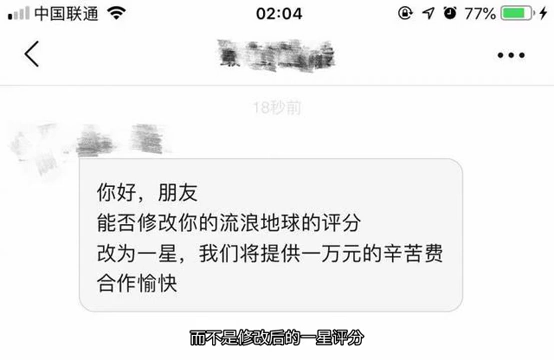 中国联通
02:04
77%
18秒前
你好，朋友
能否修改你的流浪地球的评分
改为一星，我们将提供一万元的辛苦费
合作愉快
而不是修改后的一星评分